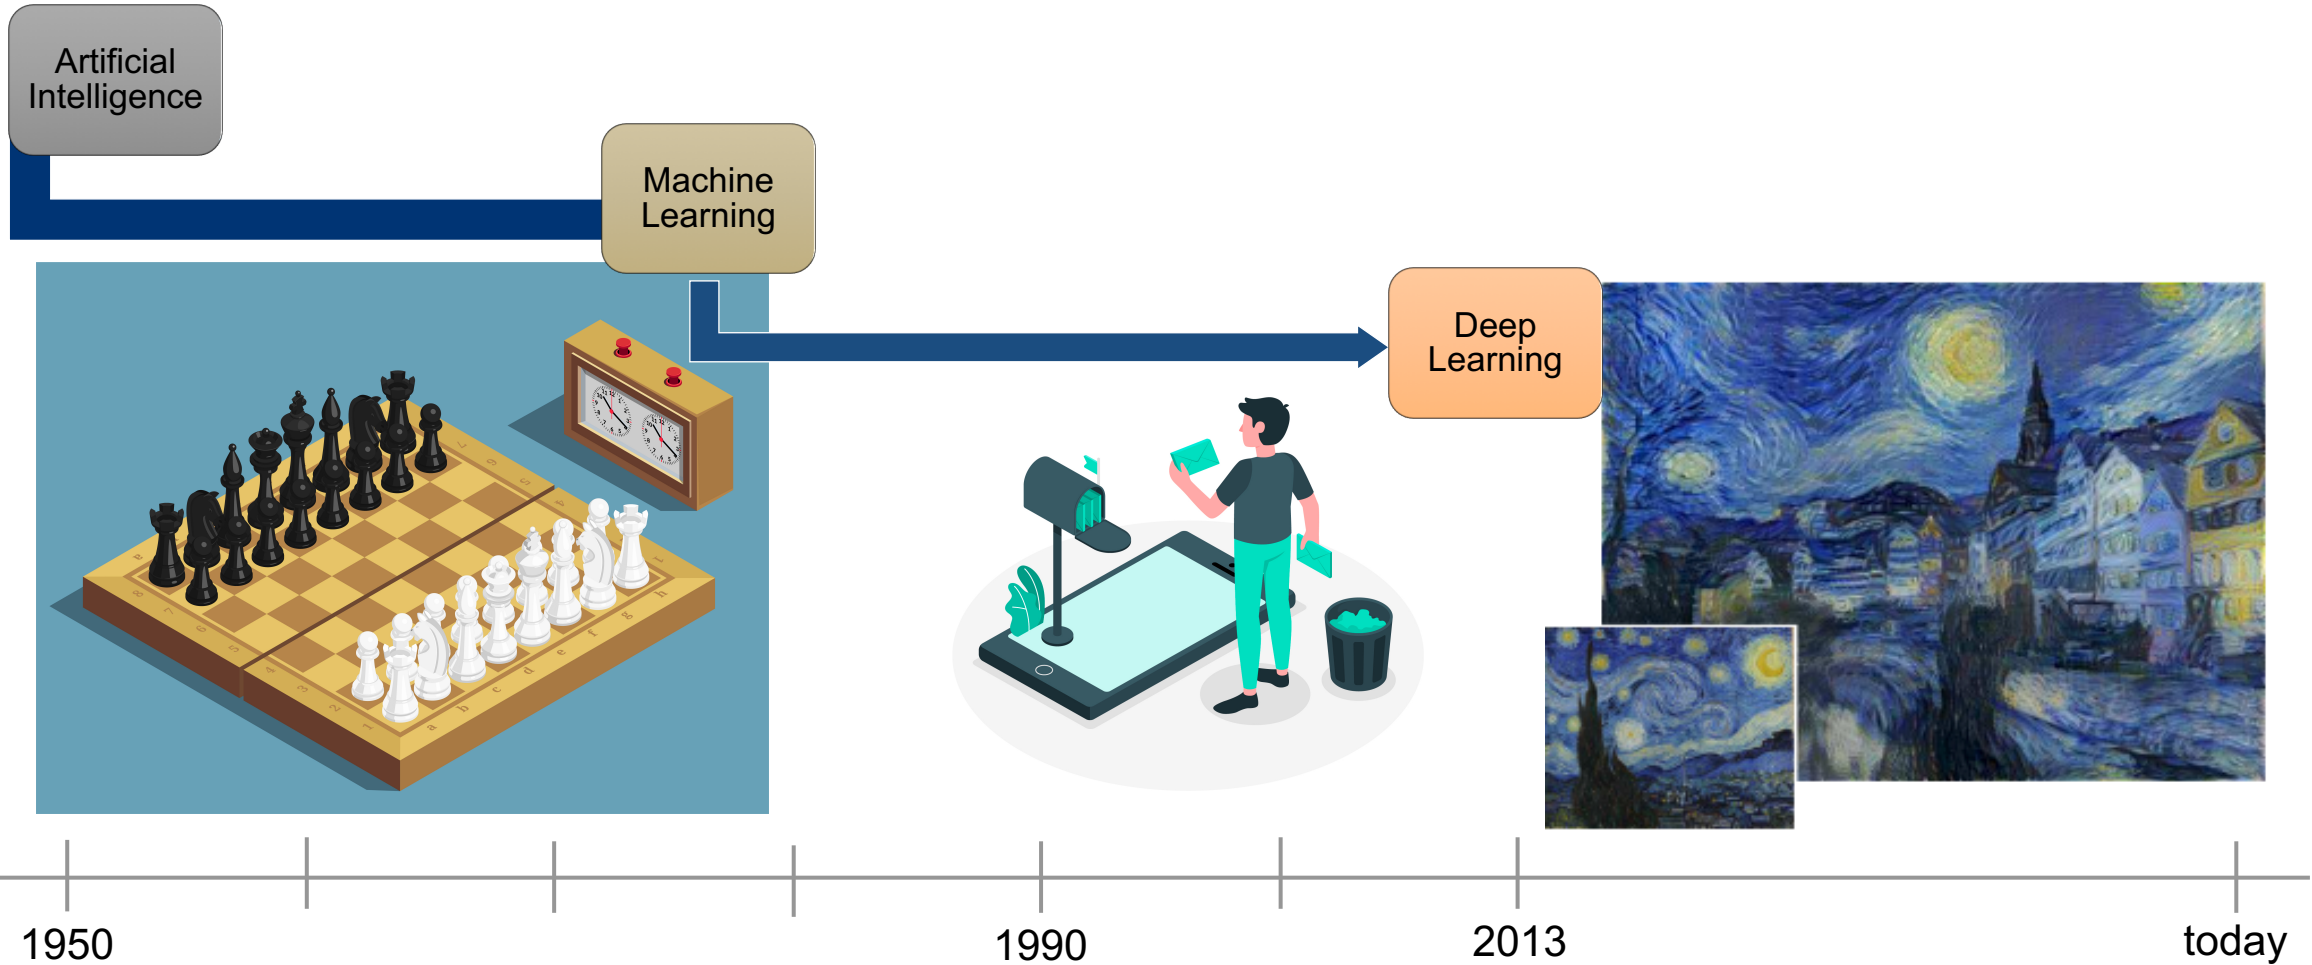 Artificial
Intelligence
Machine
Learning
Deep
Learning
1950
1990
2013
today